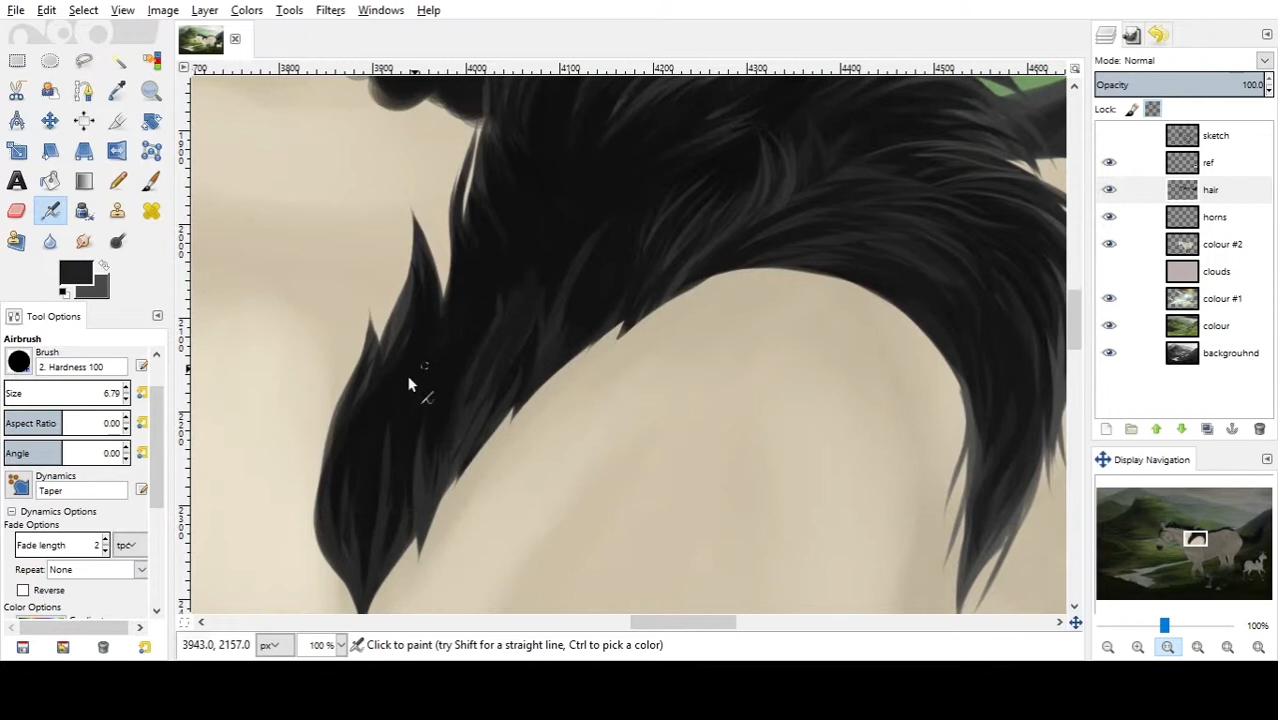 File Edit Select View Image Layer Colors Tools Filters Windows Help
Mode: Normal
Opacity 100.0
Lock:
sketch
ref
hair
horns
colour #2
clouds
colour #1
colour
backgrouhnd
Display Navigation
100%
3800 3900 4000 4100 4200 4300 4400 4500 4600
Tool Options
Airbrush
Brush
2. Hardness 100
Size 6.79
Aspect Ratio 0.00
Angle 0.00
Dynamics
Taper
Dynamics Options
Fade Options
Fade length 2 tpc
Repeat: None
Reverse
Color Options
3943.0, 2157.0 px 100 % Click to paint (try Shift for a straight line, Ctrl to pick a color)